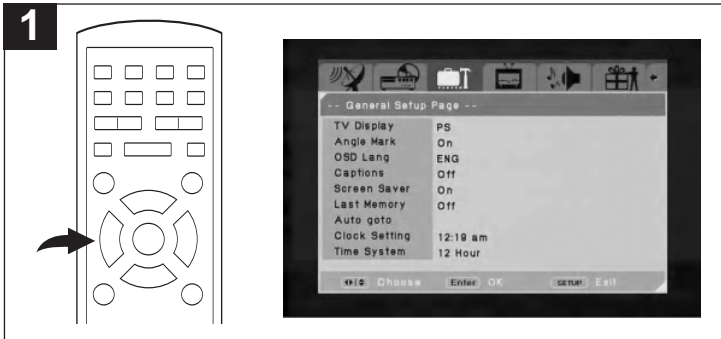 1
-- General Setup Page --
TV Display PS
Angle Mark On
OSD Lang ENG
Captions Off
Screen Saver On
Last Memory Off
Auto goto
Clock Setting 12:19 am
Time System 12 Hour
Choose Enter OK SETUP Exit